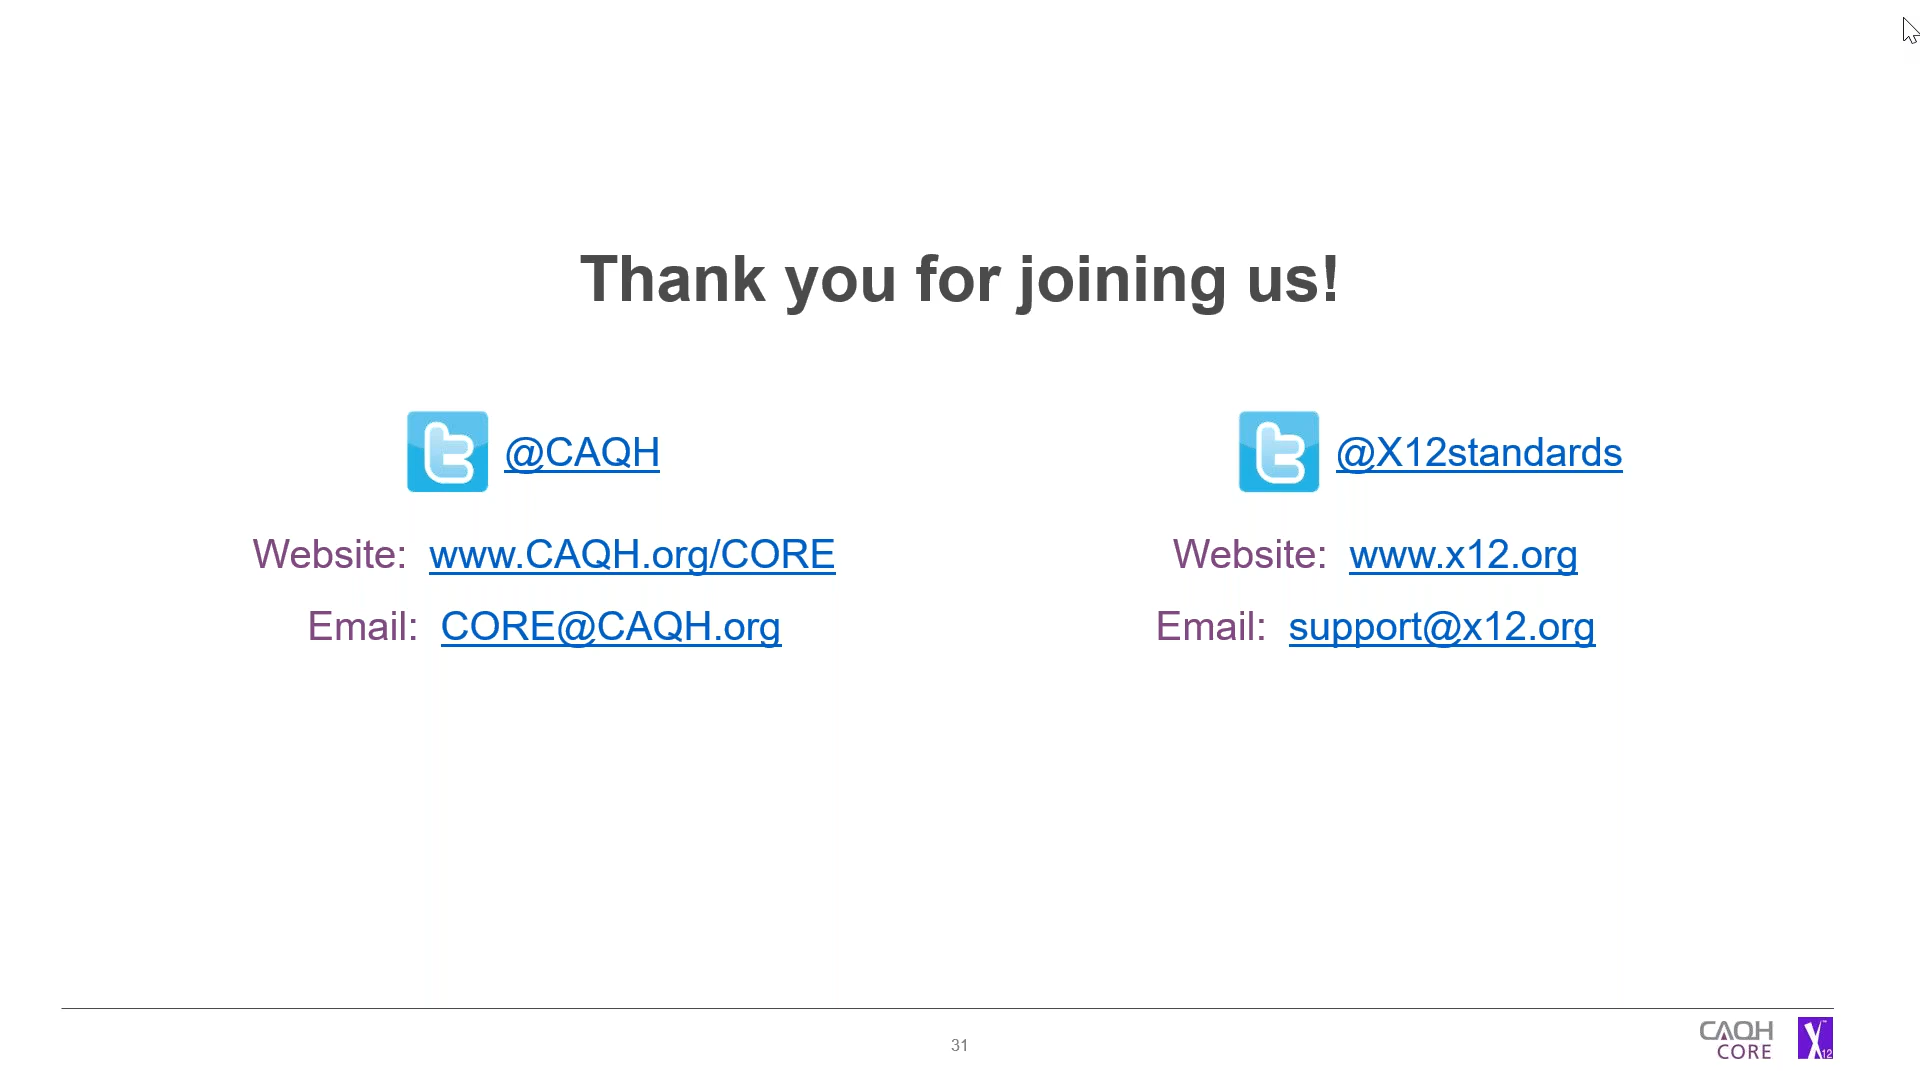 Thank you for joining us!
@CAQH
Website: www.CAQH.org/CORE
Email: CORE@CAQH.org
@X12standards
Website: www.x12.org
Email: support@x12.org
31
CAQH
CORE
X12